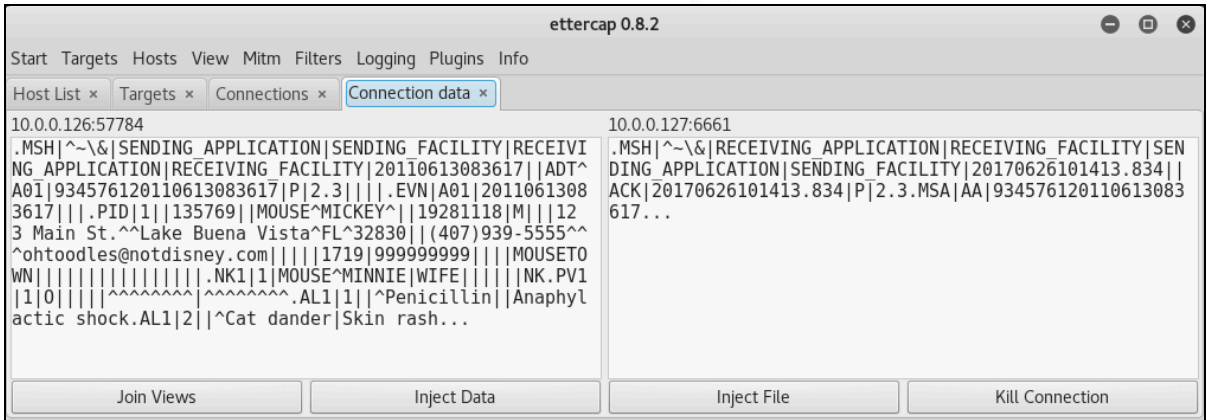 ettercap 0.8.2
Start Targets Hosts View Mitm Filters Logging Plugins Info
Host List × Targets × Connections × Connection data ×
10.0.0.126:57784
.MSH|^~\&|SENDING_APPLICATION|SENDING_FACILITY|RECEIVI
NG_APPLICATION|RECEIVING_FACILITY|20110613083617||ADT^
A01|934576120110613083617|P|2.3||||.EVN|A01|2011061308
3617|||.PID|1||135769||MOUSE^MICKEY^||19281118|M|||12
3 Main St.^^Lake Buena Vista^FL^32830||(407)939-5555^^
^ohtoodles@notdisney.com|||||1719|999999999||||MOUSETO
WN||||||||||||||||.NK1|1|MOUSE^MINNIE|WIFE||||||NK.PV1
|1|O|||||^^^^^^^^|^^^^^^^^.AL1|1||^Penicillin||Anaphyl
actic shock.AL1|2||^Cat dander|Skin rash...
10.0.0.127:6661
.MSH|^~\&|RECEIVING_APPLICATION|RECEIVING_FACILITY|SEN
DING_APPLICATION|SENDING_FACILITY|20170626101413.834||
ACK|20170626101413.834|P|2.3.MSA|AA|934576120110613083
617...
Join Views
Inject Data
Inject File
Kill Connection